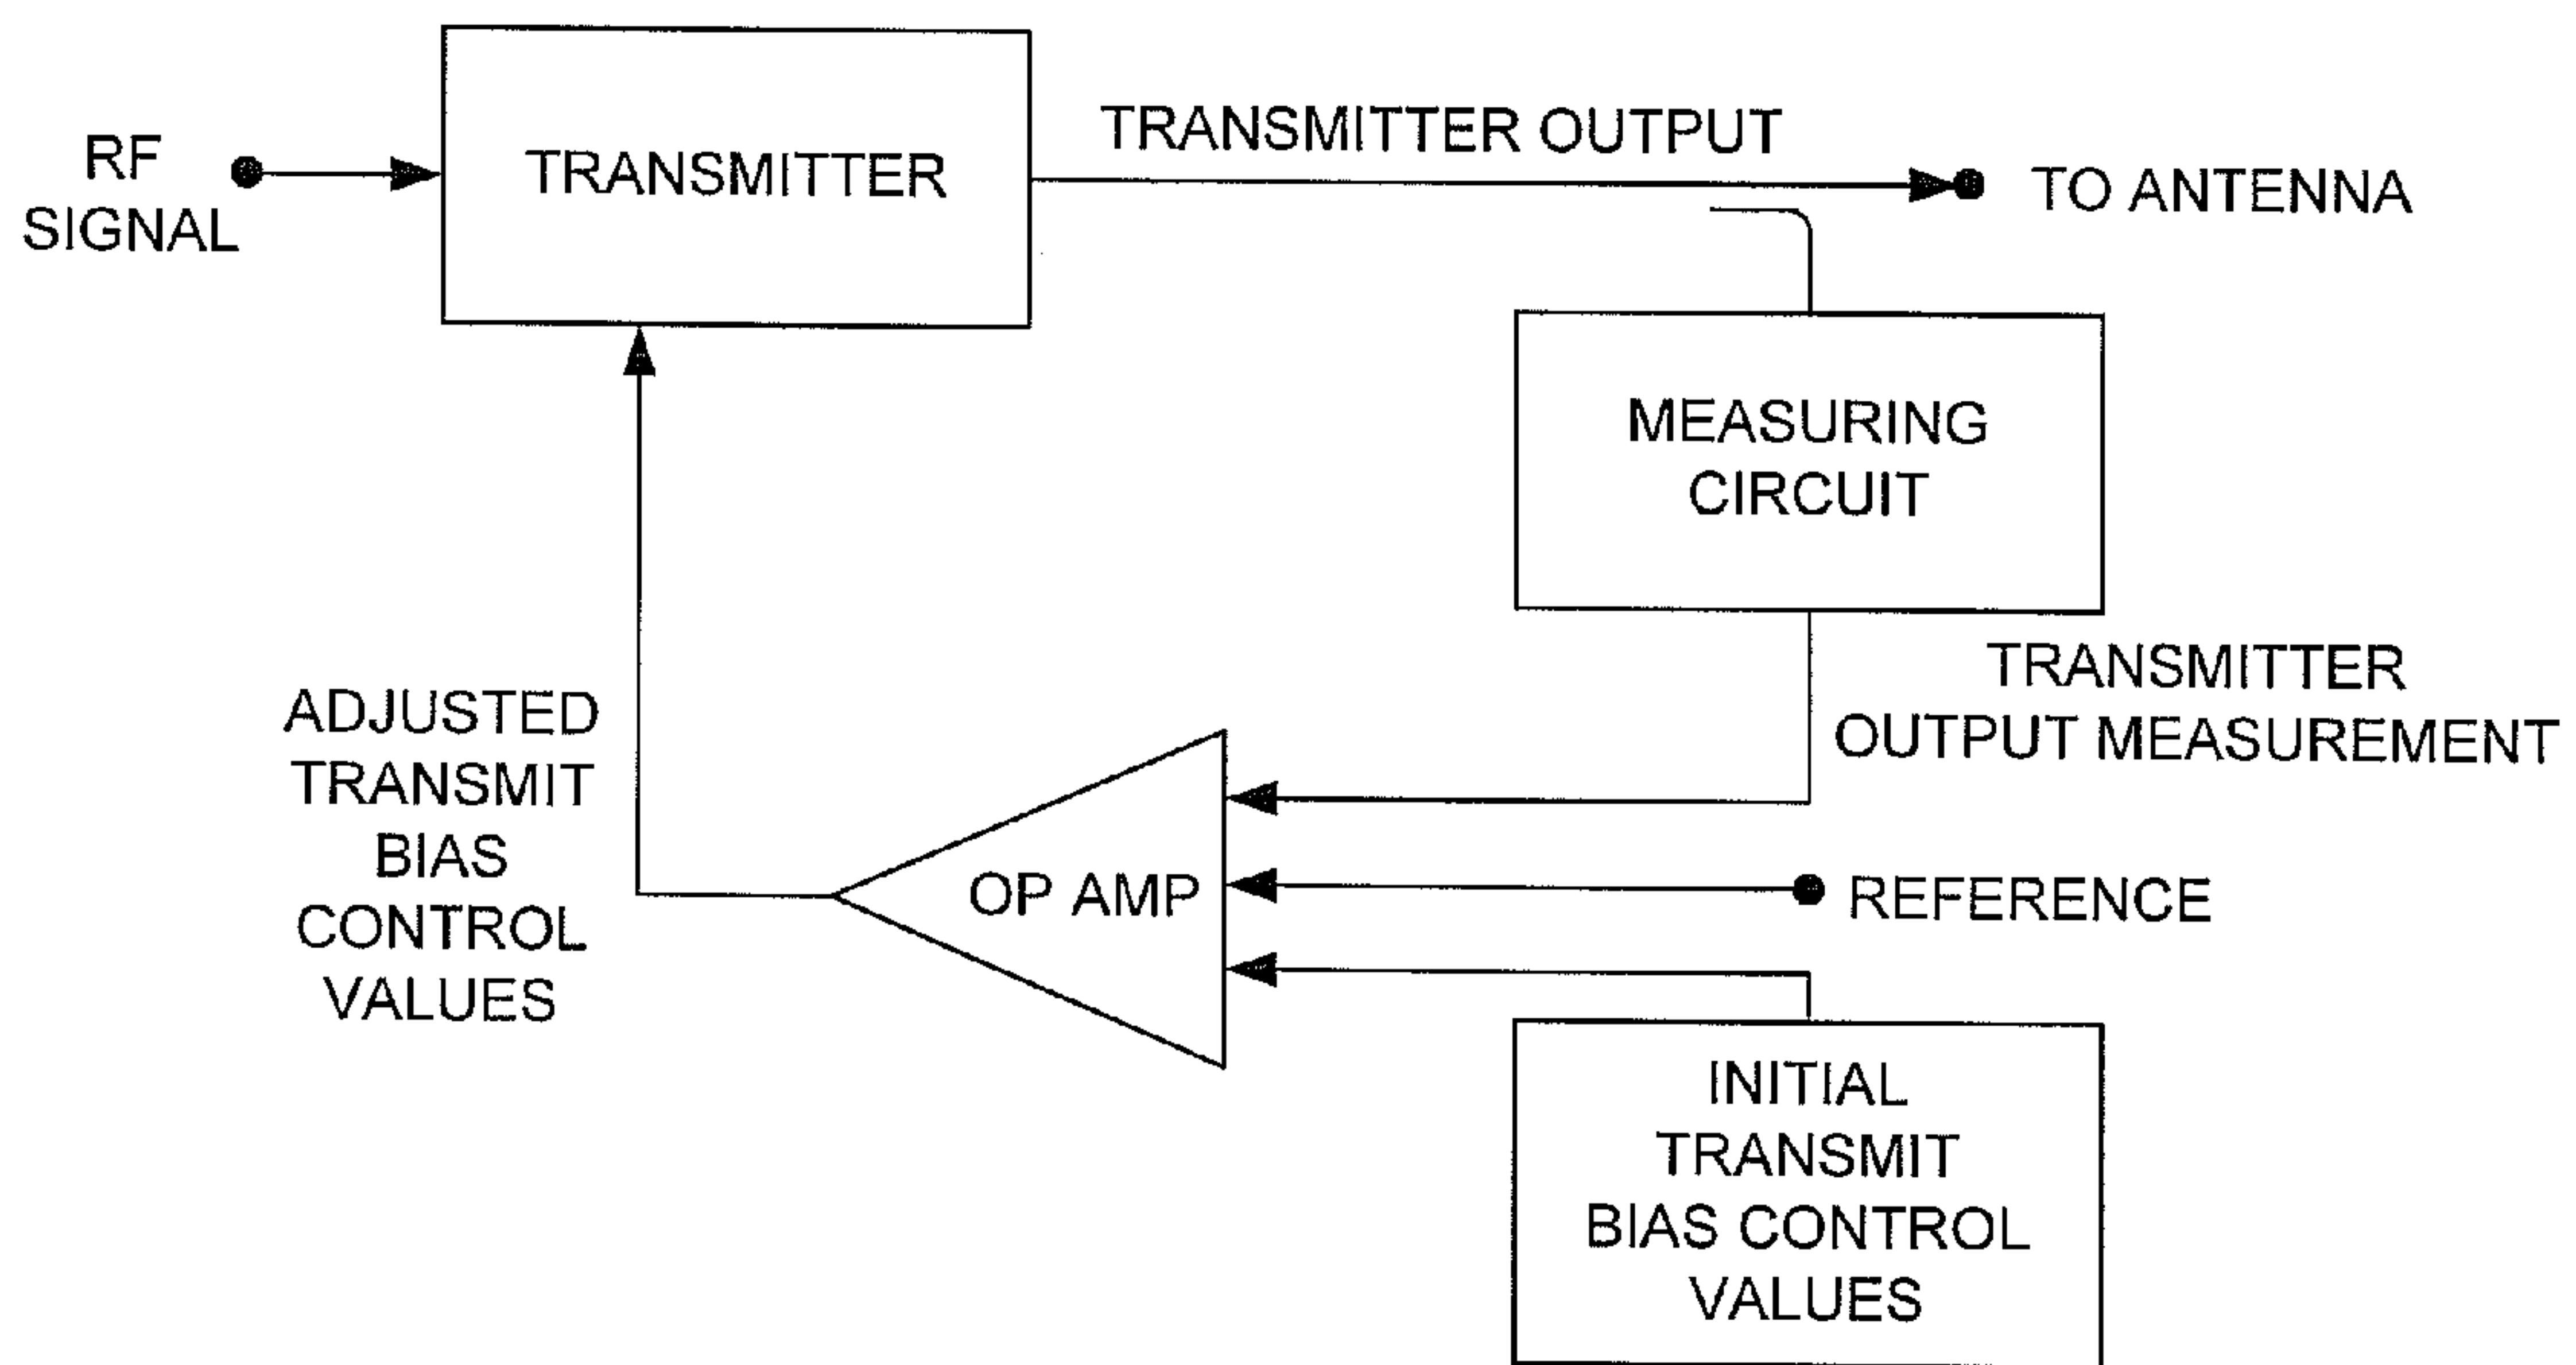 RF
SIGNAL
TRANSMITTER
TRANSMITTER OUTPUT
TO ANTENNA
MEASURING
CIRCUIT
TRANSMITTER
OUTPUT MEASUREMENT
ADJUSTED
TRANSMIT
BIAS
CONTROL
VALUES
OP AMP
REFERENCE
INITIAL
TRANSMIT
BIAS CONTROL
VALUES